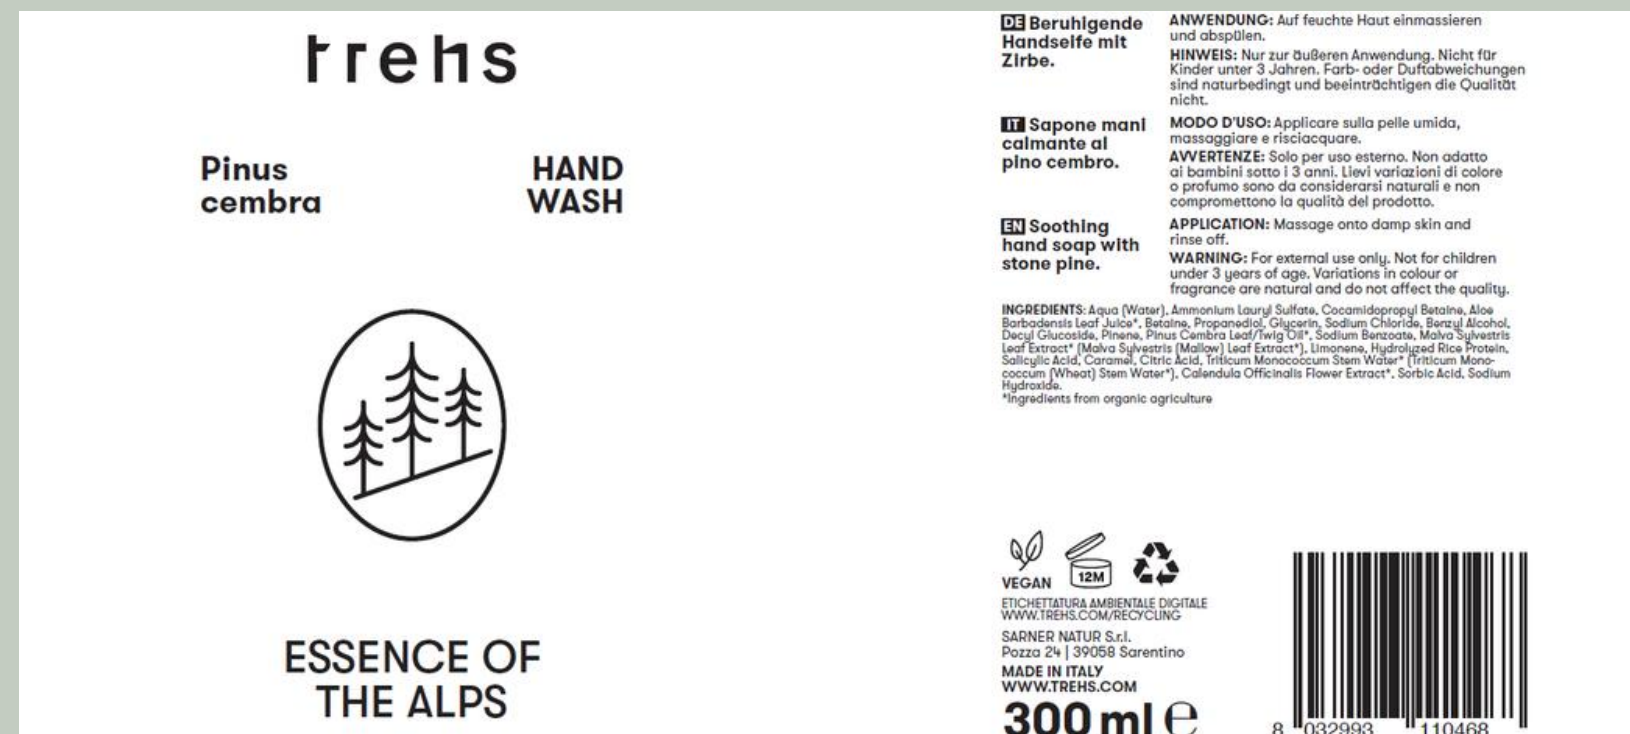 trehs
Pinus
cembra
HAND
WASH
ESSENCE OF
THE ALPS
DE Beruhigende
Handseife mit
Zirbe.
ANWENDUNG: Auf feuchte Haut einmassieren
und abspülen.
HINWEIS: Nur zur äußeren Anwendung. Nicht für
Kinder unter 3 Jahren. Farb- oder Duftabweichungen
sind naturbedingt und beeinträchtigen die Qualität
nicht.
IT Sapone mani
calmante al
pino cembro.
MODO D'USO: Applicare sulla pelle umida,
massaggiare e risciacquare.
AVVERTENZE: Solo per uso esterno. Non adatto
ai bambini sotto i 3 anni. Lievi variazioni di colore
o profumo sono da considerarsi naturali e non
compromettono la qualità del prodotto.
EN Soothing
hand soap with
stone pine.
APPLICATION: Massage onto damp skin and
rinse off.
WARNING: For external use only. Not for children
under 3 years of age. Variations in colour or
fragrance are natural and do not affect the quality.
INGREDIENTS: Aqua (Water), Ammonium Lauryl Sulfate, Cocamidopropyl Betaine, Aloe
Barbadensis Leaf Juice*, Betaine, Propanediol, Glycerin, Sodium Chloride, Benzyl Alcohol,
Decyl Glucoside, Pinene, Pinus Cembra Leaf/Twig Oil*, Sodium Benzoate, Malva Sylvestris
Leaf Extract* (Malva Sylvestris (Mallow) Leaf Extract*), Limonene, Hydrolyzed Rice Protein,
Salicylic Acid, Caramel, Citric Acid, Triticum Monococcum Stem Water* (Triticum Mono-
coccum (Wheat) Stem Water*), Calendula Officinalis Flower Extract*, Sorbic Acid, Sodium
Hydroxide.
*Ingredients from organic agriculture
VEGAN
12M
ETICHETTATURA AMBIENTALE DIGITALE
WWW.TREHS.COM/RECYCLING
SARNER NATUR S.r.l.
Pozza 24 | 39058 Sarentino
MADE IN ITALY
WWW.TREHS.COM
300 ml ℮
8 032993 110468